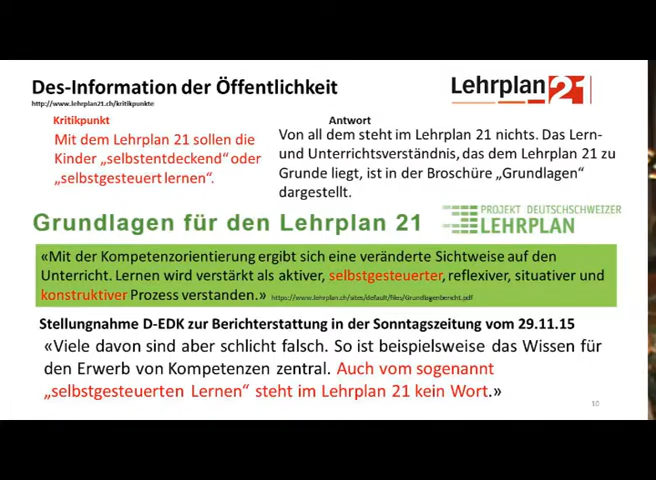 Des-Information der Öffentlichkeit
http://www.lehrplan21.ch/kritikpunkte
Lehrplan 21
Kritikpunkt
Mit dem Lehrplan 21 sollen die
Kinder „selbstentdeckend“ oder
„selbstgesteuert lernen“.
Antwort
Von all dem steht im Lehrplan 21 nichts. Das Lern-
und Unterrichtsverständnis, das dem Lehrplan 21 zu
Grunde liegt, ist in der Broschüre „Grundlagen“
dargestellt.
Grundlagen für den Lehrplan 21
PROJEKT DEUTSCHSCHWEIZER
LEHRPLAN
«Mit der Kompetenzorientierung ergibt sich eine veränderte Sichtweise auf den
Unterricht. Lernen wird verstärkt als aktiver, selbstgesteuerter, reflexiver, situativer und
konstruktiver Prozess verstanden.» https://www.lehrplan.ch/sites/default/files/Grundlagenbericht.pdf
Stellungnahme D-EDK zur Berichterstattung in der Sonntagszeitung vom 29.11.15
«Viele davon sind aber schlicht falsch. So ist beispielsweise das Wissen für
den Erwerb von Kompetenzen zentral. Auch vom sogenannt
„selbstgesteuerten Lernen“ steht im Lehrplan 21 kein Wort.»
10